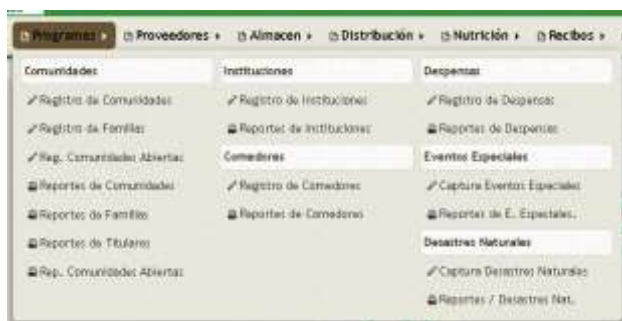 Programas
Proveedores
Almacen
Distribución
Nutrición
Recibos
Comunidades
Registro de Comunidades
Registro de Familias
Reg. Comunidades Abiertas
Reportes de Comunidades
Reportes de Familias
Reportes de Titulares
Rep. Comunidades Abiertas
Instituciones
Registro de Instituciones
Reportes de Instituciones
Comedores
Registro de Comedores
Reportes de Comedores
Despensas
Registro de Despensas
Reportes de Despensas
Eventos Especiales
Captura Eventos Especiales
Reportes de E. Especiales.
Desastres Naturales
Captura Desastres Naturales
Reportes / Desastres Nat.